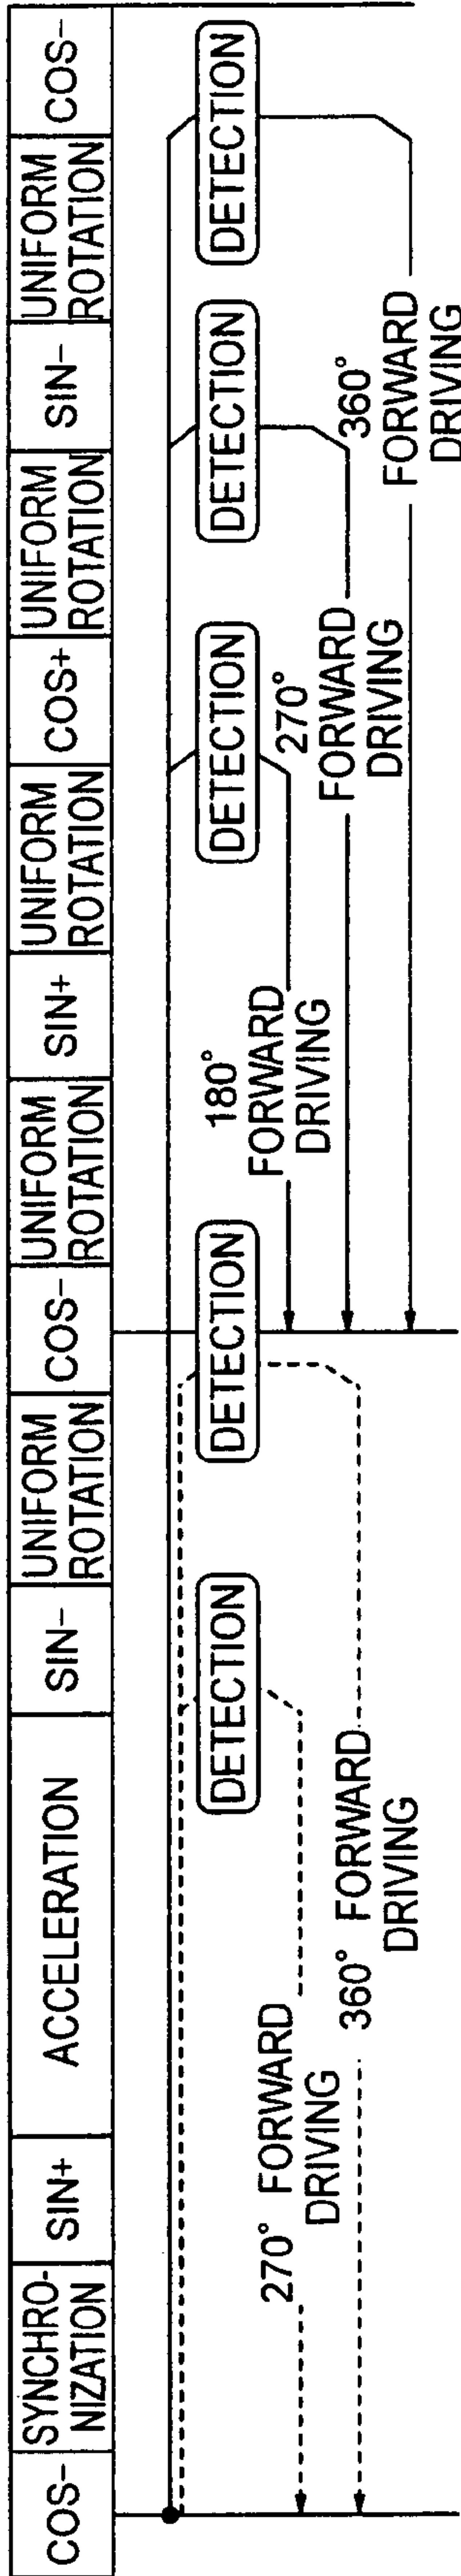 COS−
SYNCHRO-
NIZATION
SIN+
ACCELERATION
SIN−
UNIFORM
ROTATION
COS−
UNIFORM
ROTATION
SIN+
UNIFORM
ROTATION
COS+
UNIFORM
ROTATION
SIN−
UNIFORM
ROTATION
COS−
DETECTION
DETECTION
DETECTION
DETECTION
DETECTION
270° FORWARD
DRIVING
360° FORWARD
DRIVING
180°
FORWARD
DRIVING
270°
FORWARD
DRIVING
360°
FORWARD
DRIVING